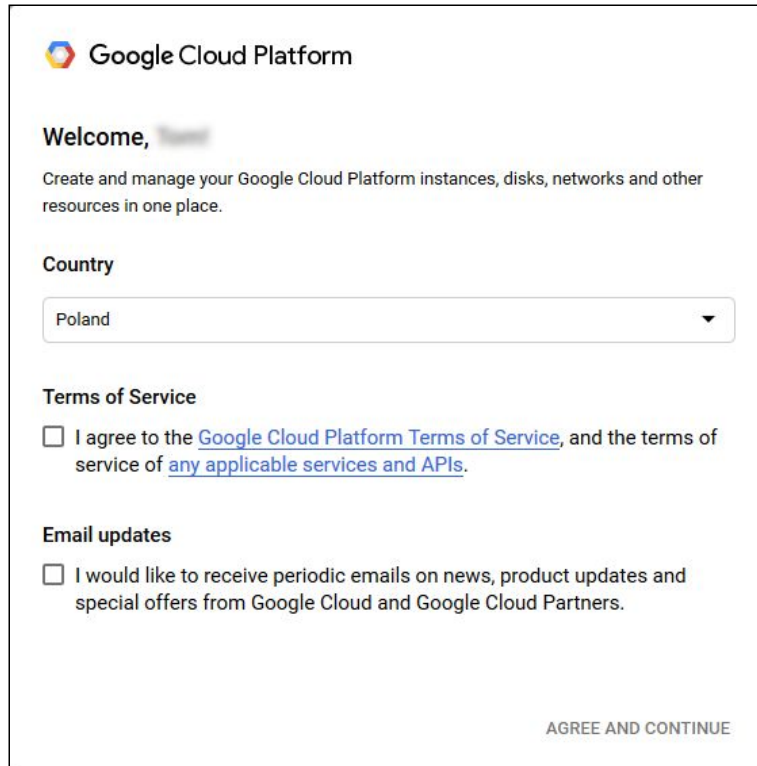 Google Cloud Platform
Welcome,
Create and manage your Google Cloud Platform instances, disks, networks and other
resources in one place.
Country
Poland
Terms of Service
I agree to the Google Cloud Platform Terms of Service, and the terms of
service of any applicable services and APIs.
Email updates
I would like to receive periodic emails on news, product updates and
special offers from Google Cloud and Google Cloud Partners.
AGREE AND CONTINUE